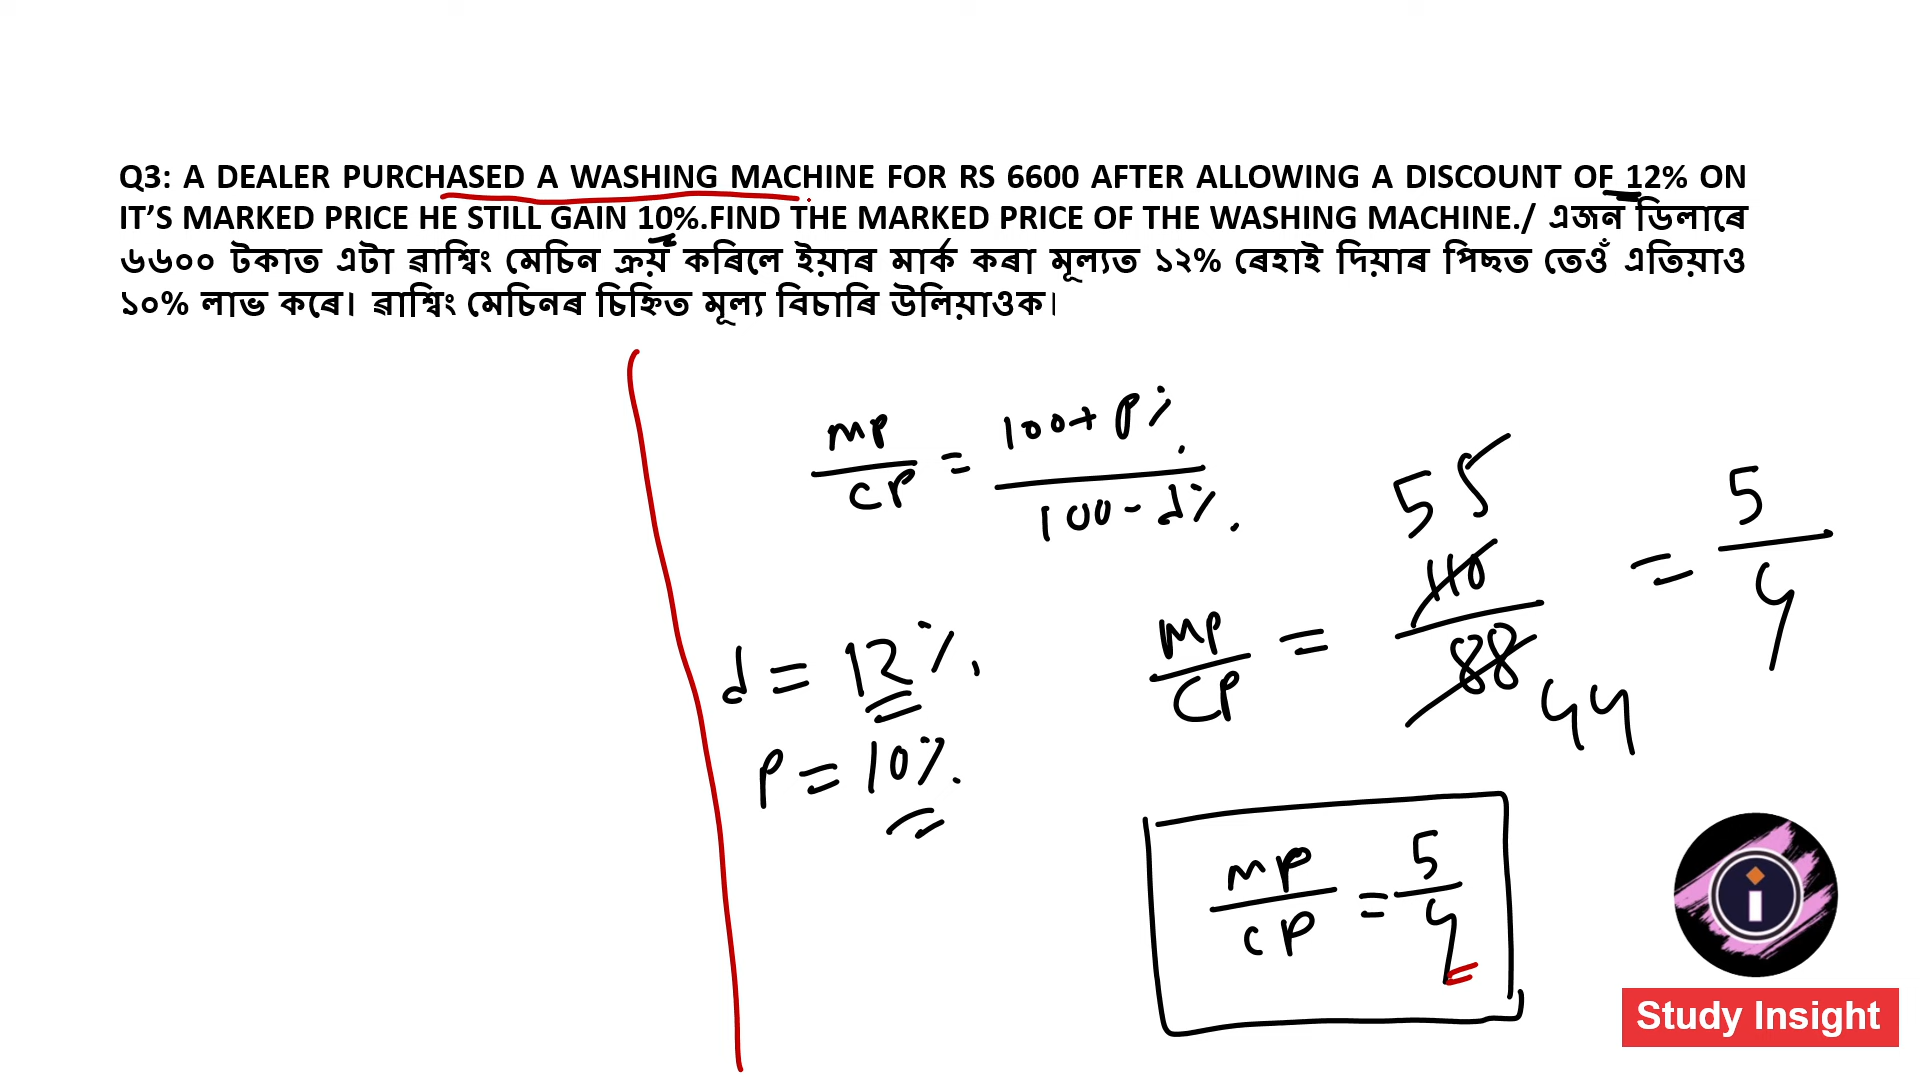 Q3: A DEALER PURCHASED A WASHING MACHINE FOR RS 6600 AFTER ALLOWING A DISCOUNT OF 12% ON
IT’S MARKED PRICE HE STILL GAIN 10%.FIND THE MARKED PRICE OF THE WASHING MACHINE./ এজন ডিলাৰে
৬৬০০ টকাত এটা ৱাশ্বিং মেচিন ক্ৰয় কৰিলে ইয়াৰ মাৰ্ক কৰা মূল্যত ১২% ৰেহাই দিয়াৰ পিছত তেওঁ এতিয়াও
১০% লাভ কৰে। ৱাশ্বিং মেচিনৰ চিহ্নিত মূল্য বিচাৰি উলিয়াওক।
MP/CP = 100+P%/100-d%
55
MP/CP = 110/88 = 5/4
44
d = 12%
P = 10%
MP/CP = 5/4
i
Study Insight